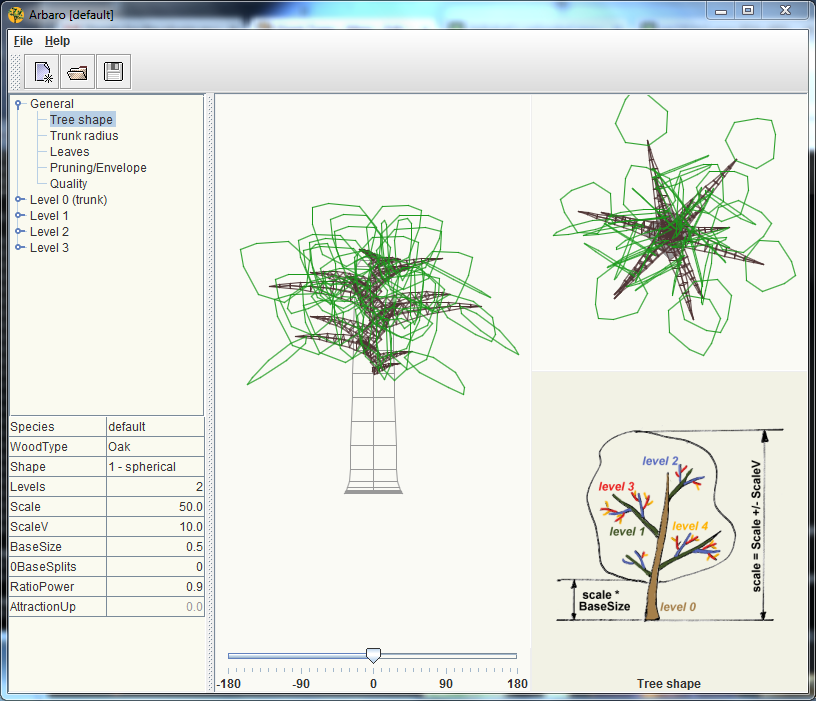 Arbaro [default]
File Help
General
Tree shape
Trunk radius
Leaves
Pruning/Envelope
Quality
Level 0 (trunk)
Level 1
Level 2
Level 3
Species default
WoodType Oak
Shape 1 - spherical
Levels 2
Scale 50.0
ScaleV 10.0
BaseSize 0.5
0BaseSplits 0
RatioPower 0.9
AttractionUp 0.0
-180 -90 0 90 180
level 2
level 3
level 1
level 4
level 0
scale *
BaseSize
scale = Scale +/- ScaleV
Tree shape